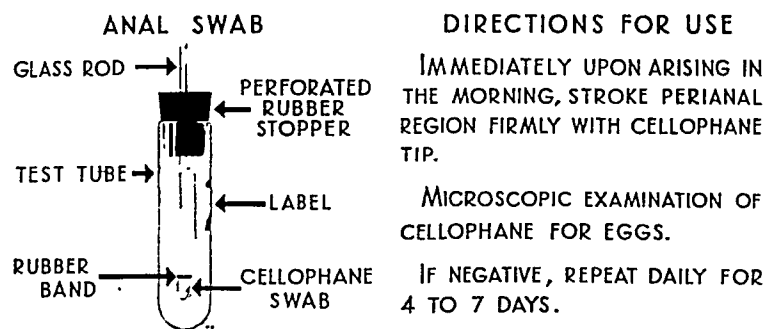 ANAL SWAB
GLASS ROD
PERFORATED
RUBBER
STOPPER
TEST TUBE
LABEL
RUBBER
BAND
CELLOPHANE
SWAB
DIRECTIONS FOR USE
IMMEDIATELY UPON ARISING IN
THE MORNING, STROKE PERIANAL
REGION FIRMLY WITH CELLOPHANE
TIP.
MICROSCOPIC EXAMINATION OF
CELLOPHANE FOR EGGS.
IF NEGATIVE, REPEAT DAILY FOR
4 TO 7 DAYS.